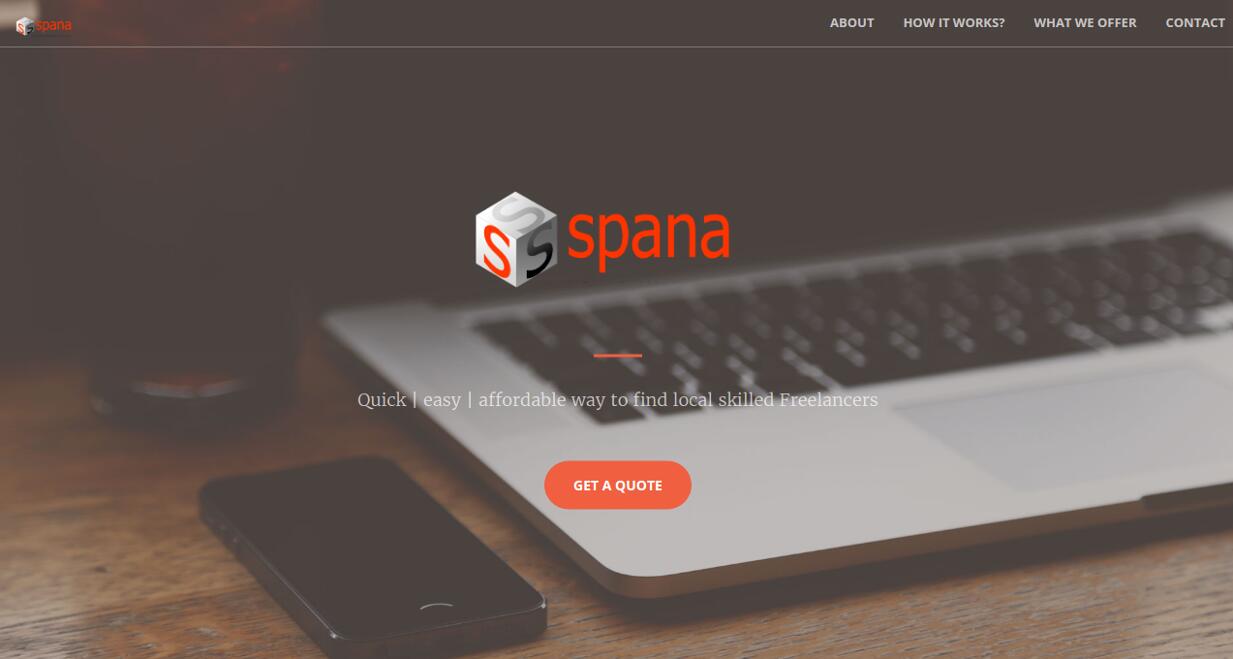 spana
ABOUT HOW IT WORKS? WHAT WE OFFER CONTACT
SSS spana
Quick | easy | affordable way to find local skilled Freelancers
GET A QUOTE